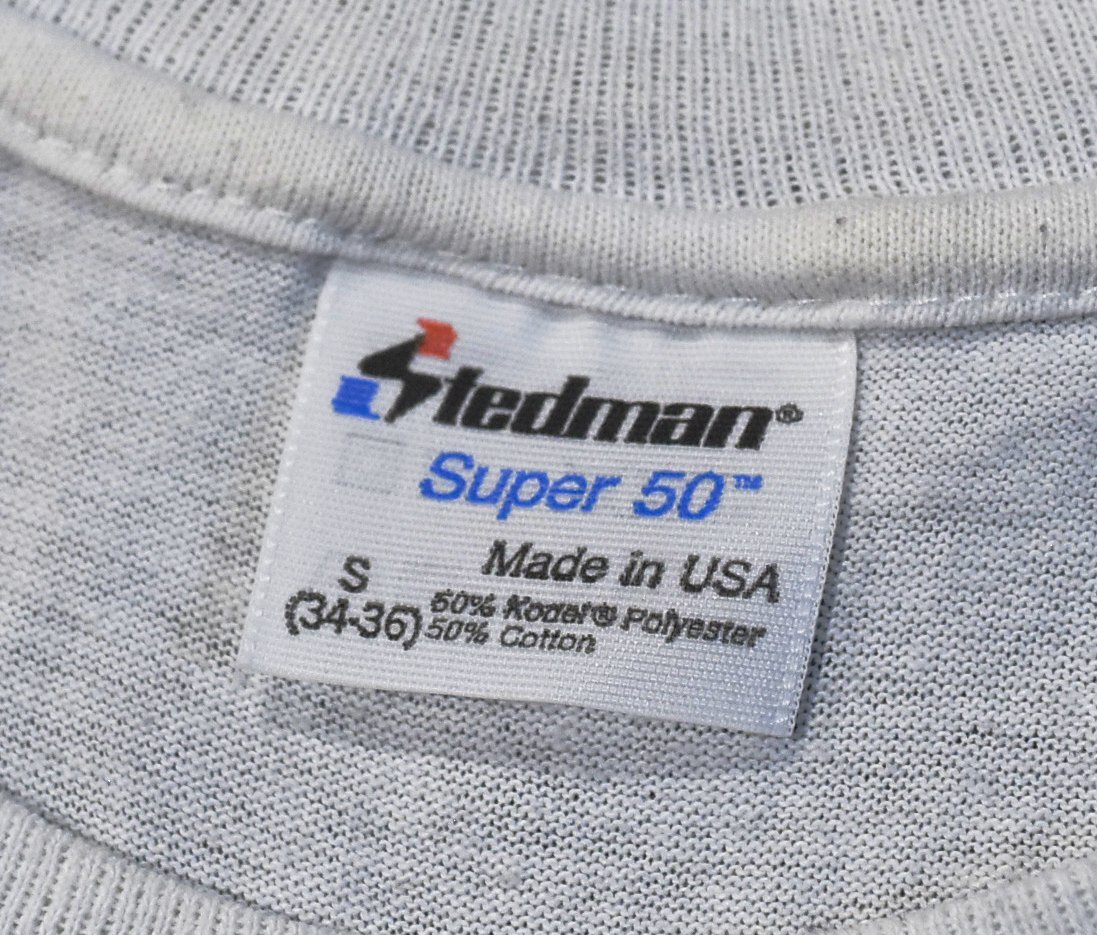 Stedman®
Super 50™
Made in USA
S
(34-36)
50% Kodel® Polyester
50% Cotton